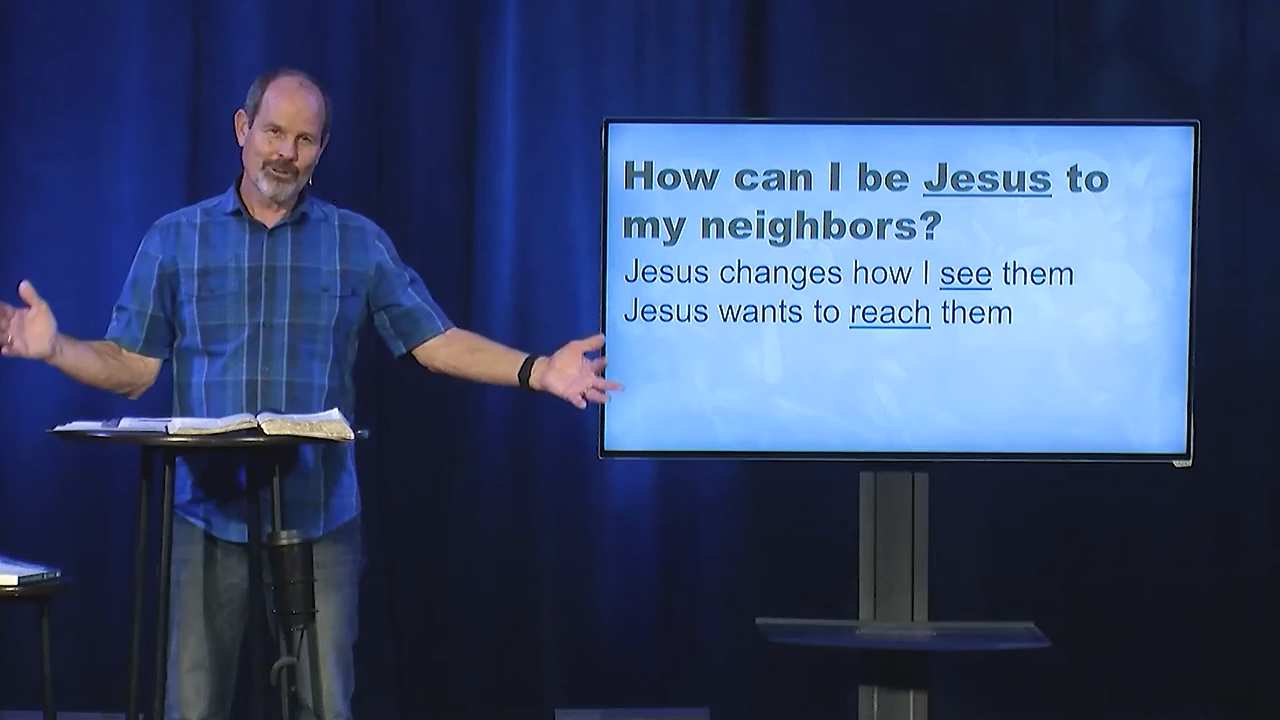 How can I be Jesus to
my neighbors?
Jesus changes how I see them
Jesus wants to reach them